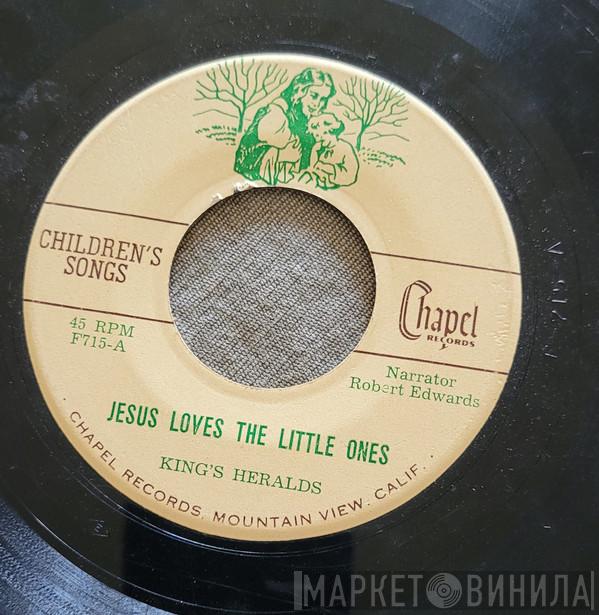 CHILDREN'S
SONGS
Chapel
RECORDS
45 RPM
F715-A
Narrator
Robert Edwards
JESUS LOVES THE LITTLE ONES
KING'S HERALDS
. CHAPEL RECORDS, MOUNTAIN VIEW, CALIF. .
МАРКЕТ ВИНИЛА